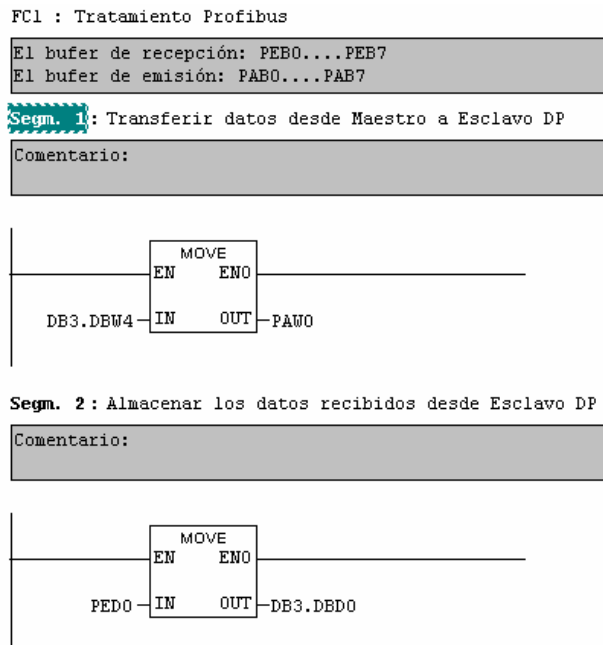 FC1 : Tratamiento Profibus
El bufer de recepción: PEB0....PEB7
El bufer de emisión: PAB0....PAB7
Segm. 1: Transferir datos desde Maestro a Esclavo DP
Comentario:
MOVE
EN ENO
DB3.DBW4 IN OUT PAW0
Segm. 2 : Almacenar los datos recibidos desde Esclavo DP
Comentario:
MOVE
EN ENO
PED0 IN OUT DB3.DBD0